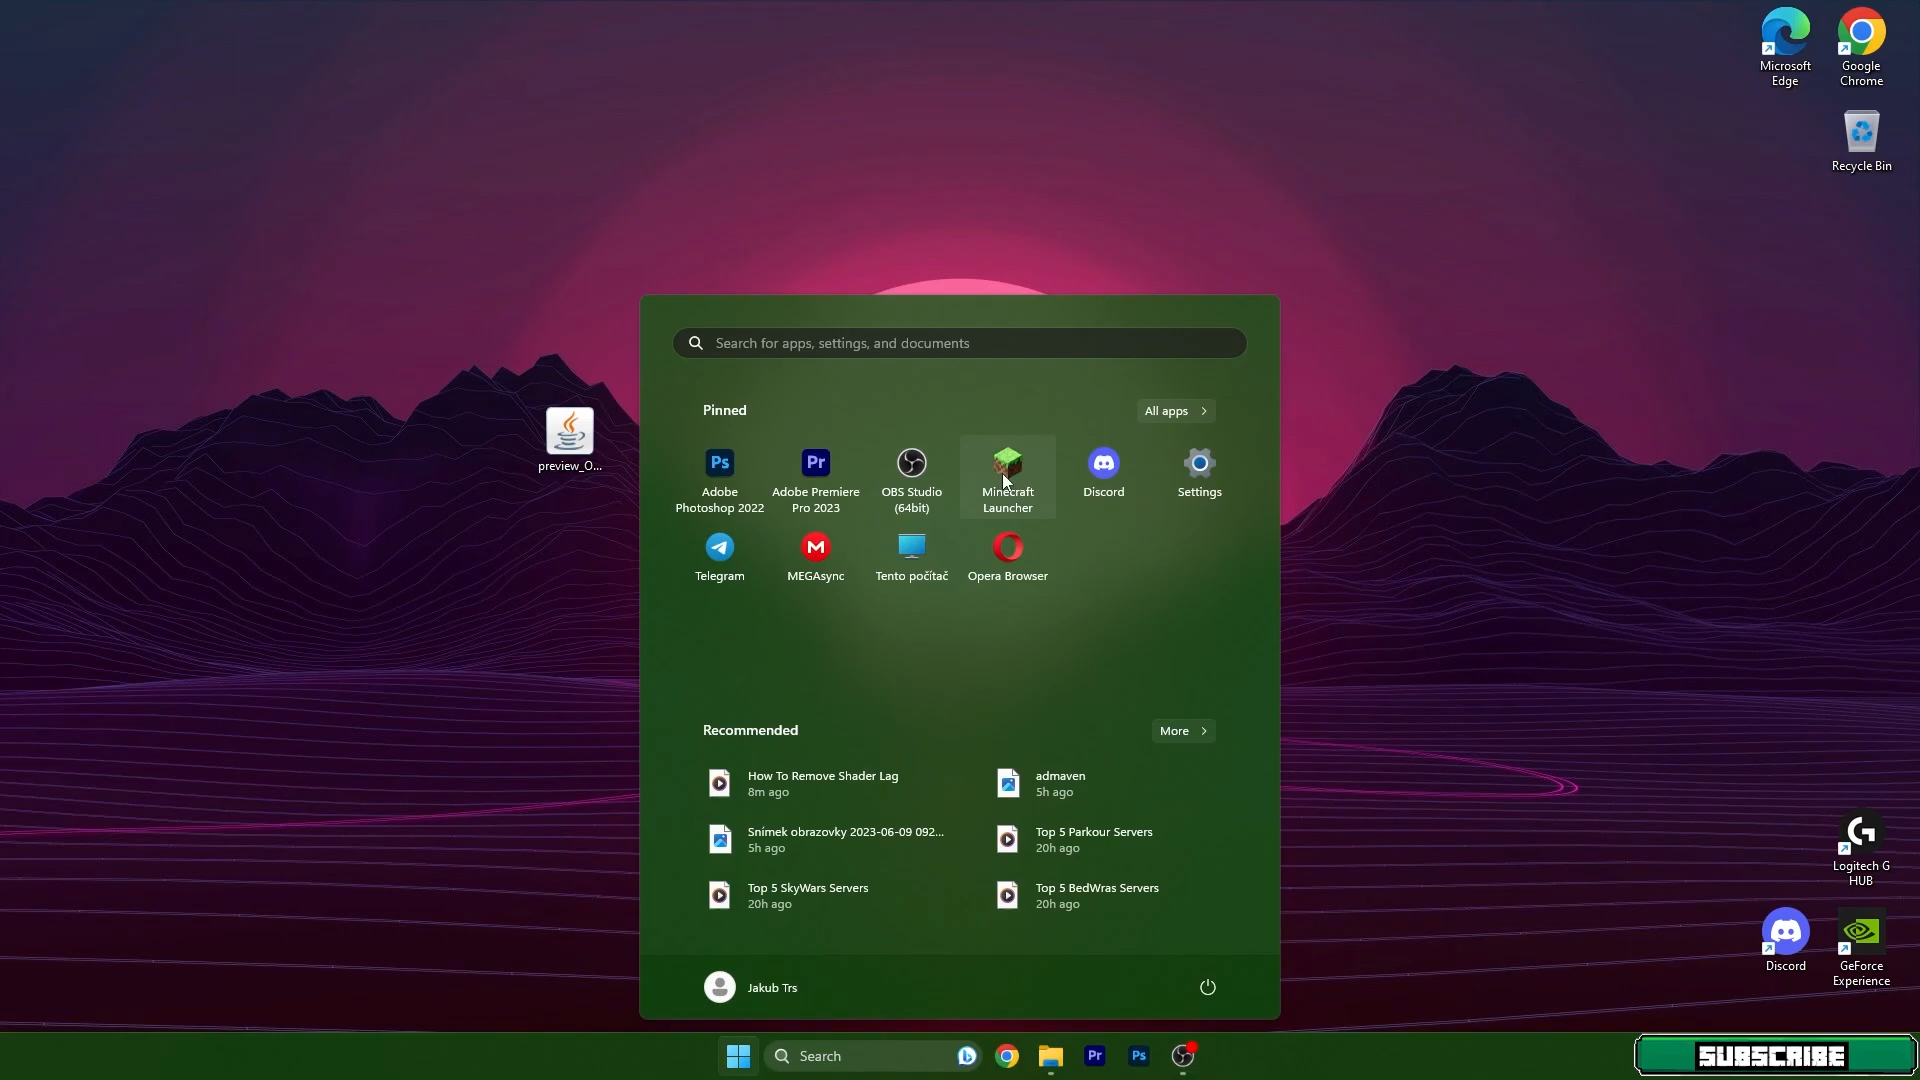 Microsoft
Edge
Google
Chrome
Recycle Bin
preview_O...
Search for apps, settings, and documents
Pinned
All apps
Ps
Adobe
Photoshop 2022
Pr
Adobe Premiere
Pro 2023
OBS Studio
(64bit)
Minecraft
Launcher
Discord
Settings
Telegram
M
MEGAsync
Tento počítač
Opera Browser
Recommended
More
How To Remove Shader Lag
8m ago
admaven
5h ago
Snímek obrazovky 2023-06-09 092...
5h ago
Top 5 Parkour Servers
20h ago
Top 5 SkyWars Servers
20h ago
Top 5 BedWras Servers
20h ago
Jakub Trs
G
Logitech G
HUB
Discord
GeForce
Experience
Search
b
Pr
Ps
SUBSCRIBE